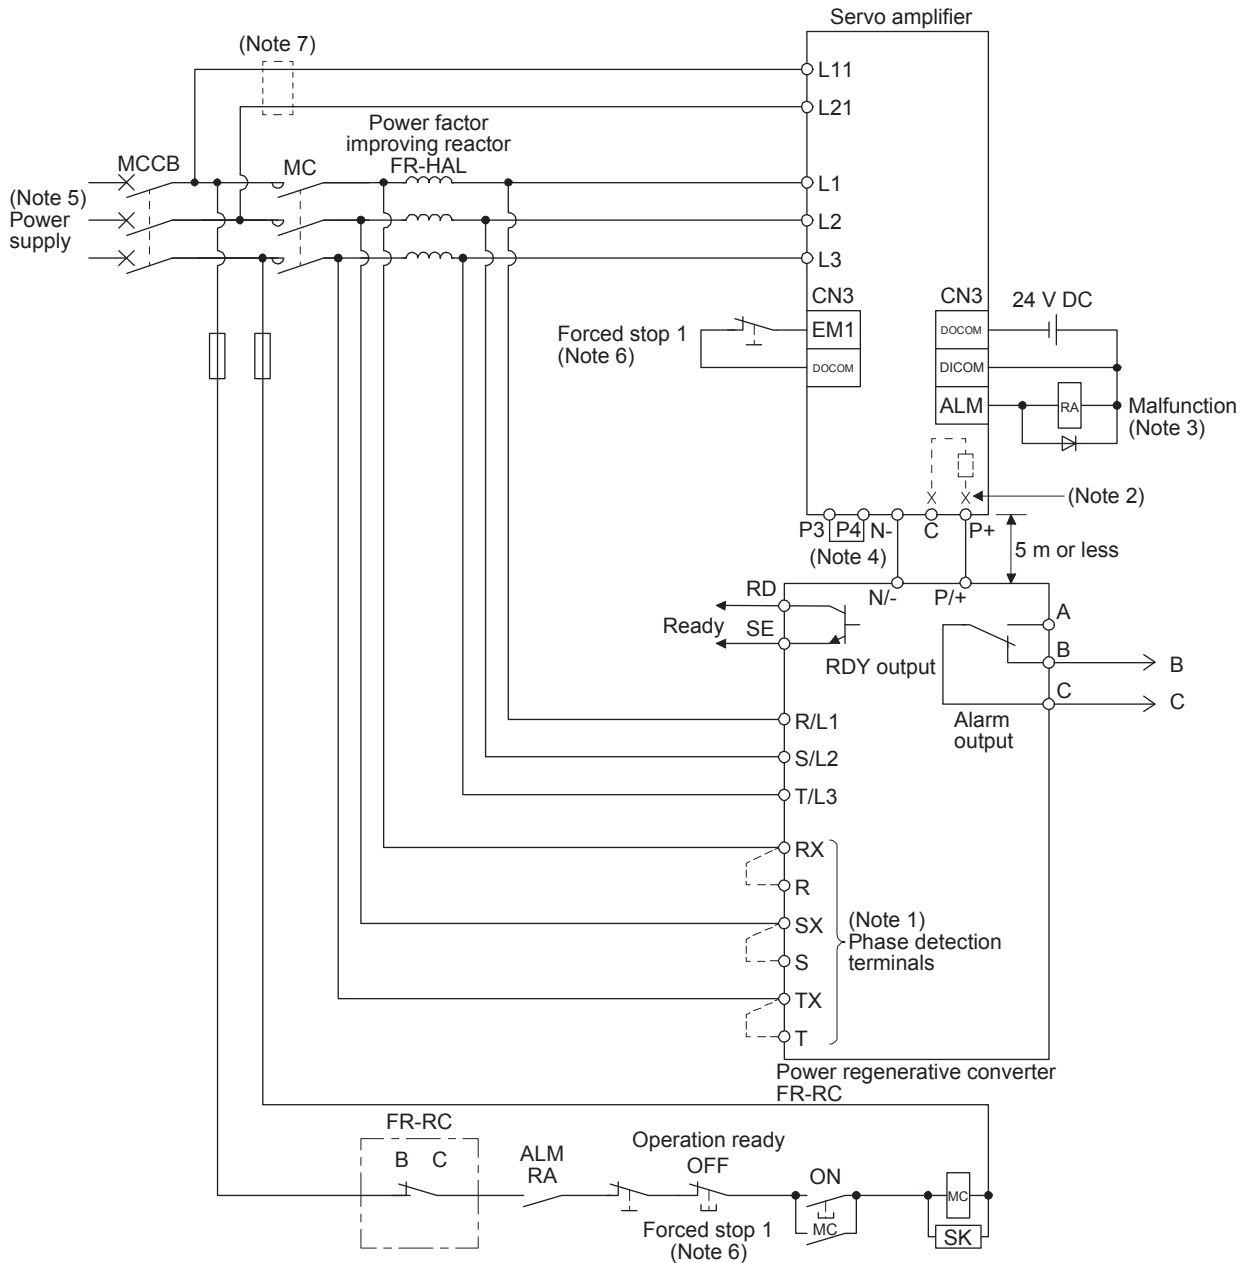 Servo amplifier
(Note 7)
L11
L21
Power factor
improving reactor
FR-HAL
MCCB
MC
(Note 5)
Power
supply
L1
L2
L3
CN3
CN3
24 V DC
Forced stop 1
(Note 6)
EM1
DOCOM
DOCOM
DICOM
ALM
RA
Malfunction
(Note 3)
(Note 2)
P3
P4
N-
C
P+
(Note 4)
5 m or less
N/-
P/+
RD
SE
Ready
RDY output
A
B
B
C
C
Alarm
output
R/L1
S/L2
T/L3
RX
R
SX
S
TX
T
(Note 1)
Phase detection
terminals
Power regenerative converter
FR-RC
FR-RC
B
C
ALM
RA
Operation ready
OFF
ON
MC
MC
SK
Forced stop 1
(Note 6)